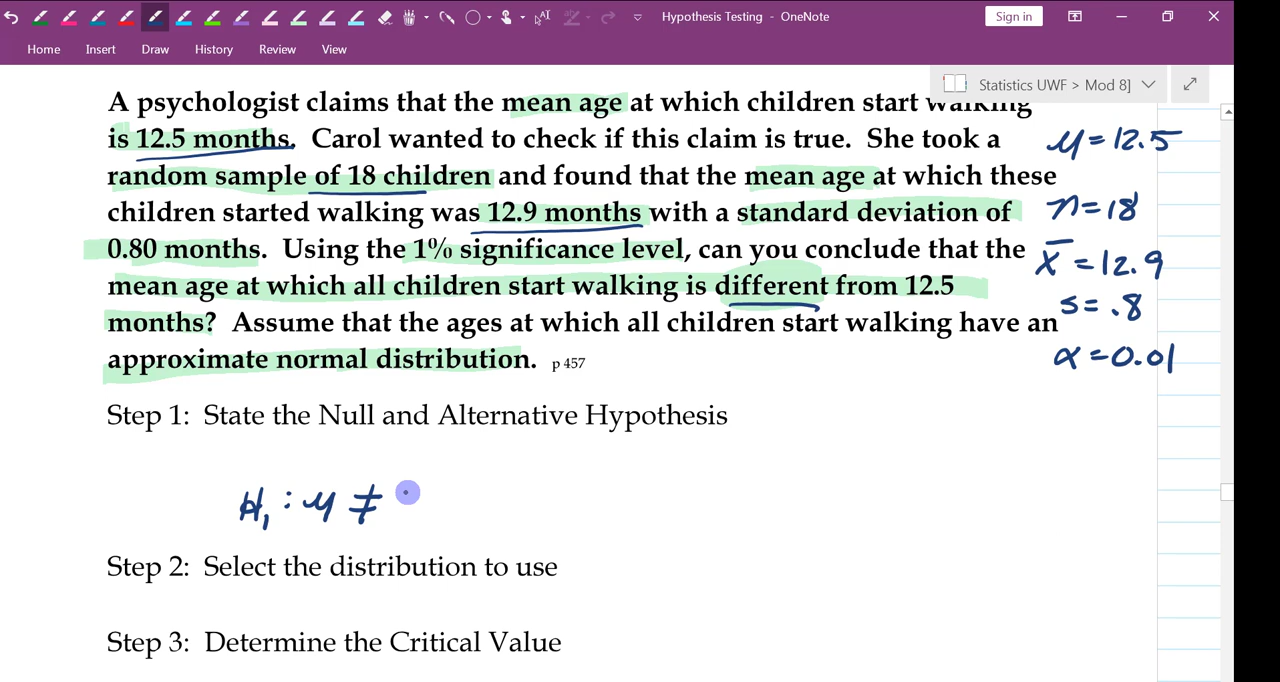 Hypothesis Testing - OneNote
Sign in
Home Insert Draw History Review View
Statistics UWF > Mod 8]
A psychologist claims that the mean age at which children start walking
is 12.5 months. Carol wanted to check if this claim is true. She took a
random sample of 18 children and found that the mean age at which these
children started walking was 12.9 months with a standard deviation of
0.80 months. Using the 1% significance level, can you conclude that the
mean age at which all children start walking is different from 12.5
months? Assume that the ages at which all children start walking have an
approximate normal distribution. p 457
μ = 12.5
n = 18
x̄ = 12.9
s = .8
α = 0.01
Step 1: State the Null and Alternative Hypothesis
H₁ : μ ≠
Step 2: Select the distribution to use
Step 3: Determine the Critical Value